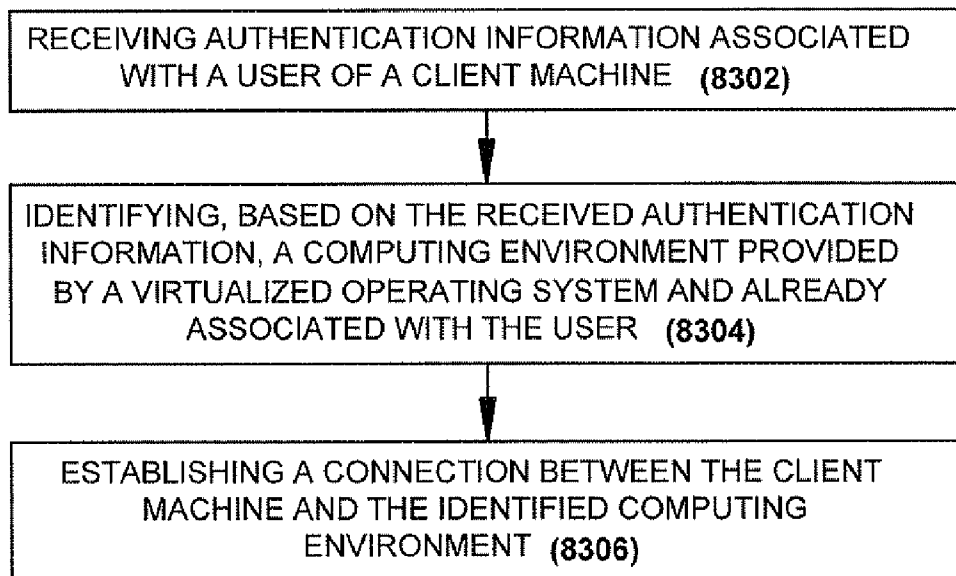 RECEIVING AUTHENTICATION INFORMATION ASSOCIATED
WITH A USER OF A CLIENT MACHINE (8302)
IDENTIFYING, BASED ON THE RECEIVED AUTHENTICATION
INFORMATION, A COMPUTING ENVIRONMENT PROVIDED
BY A VIRTUALIZED OPERATING SYSTEM AND ALREADY
ASSOCIATED WITH THE USER (8304)
ESTABLISHING A CONNECTION BETWEEN THE CLIENT
MACHINE AND THE IDENTIFIED COMPUTING
ENVIRONMENT (8306)